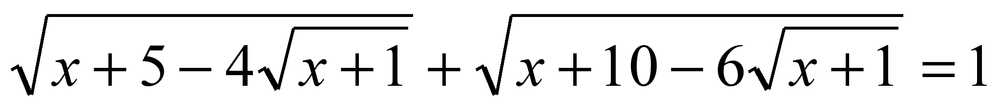 √(x + 5 − 4√(x + 1)) + √(x + 10 − 6√(x + 1)) = 1